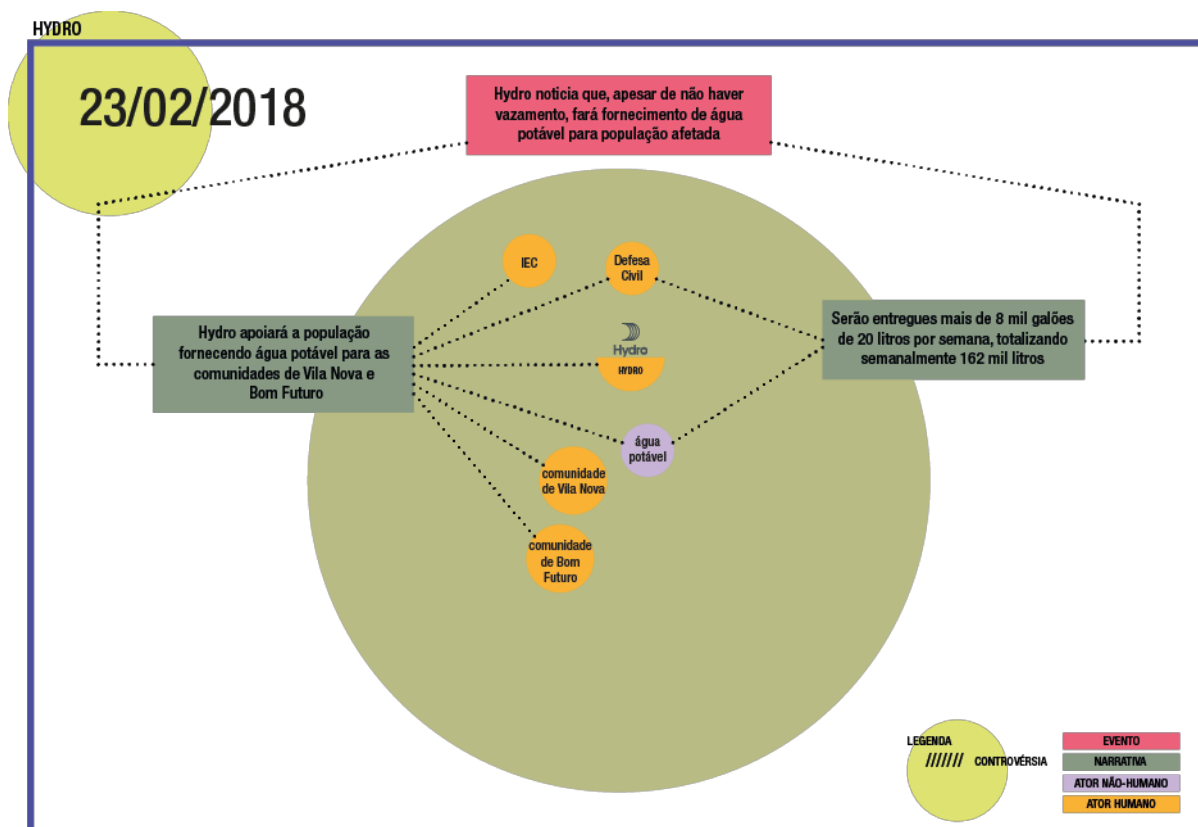 HYDRO
23/02/2018
Hydro noticia que, apesar de não haver
vazamento, fará fornecimento de água
potável para população afetada
IEC
Defesa
Civil
Hydro apoiará a população
fornecendo água potável para as
comunidades de Vila Nova e
Bom Futuro
Hydro
HYDRO
Serão entregues mais de 8 mil galões
de 20 litros por semana, totalizando
semanalmente 162 mil litros
água
potável
comunidade
de Vila Nova
comunidade
de Bom
Futuro
LEGENDA
/////// CONTROVÉRSIA
EVENTO
NARRATIVA
ATOR NÃO-HUMANO
ATOR HUMANO